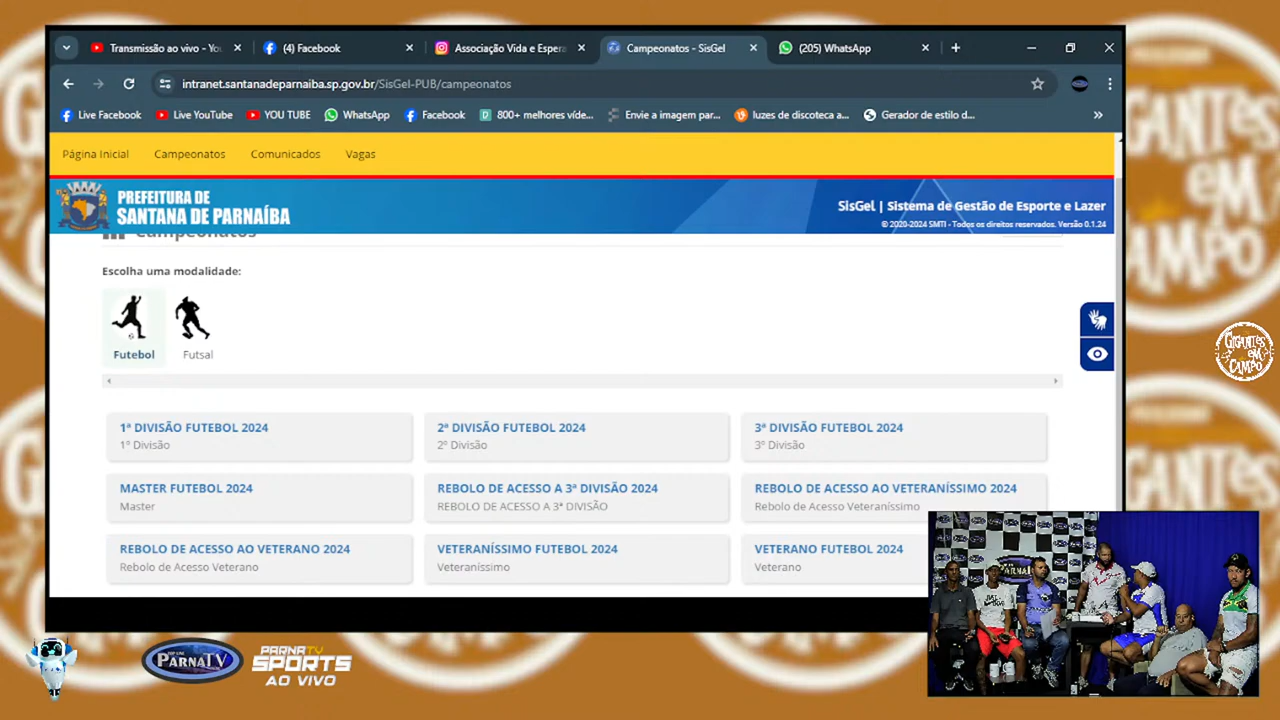 Transmissão ao vivo - You
(4) Facebook
Associação Vida e Espera
Campeonatos - SisGel
(205) WhatsApp
intranet.santanadeparnaiba.sp.gov.br/SisGel-PUB/campeonatos
Live Facebook
Live YouTube
YOU TUBE
WhatsApp
Facebook
800+ melhores víde...
Envie a imagem par...
luzes de discoteca a...
Gerador de estilo d...
Página Inicial
Campeonatos
Comunicados
Vagas
PREFEITURA DE
SANTANA DE PARNAÍBA
SisGel | Sistema de Gestão de Esporte e Lazer
© 2020-2024 SMTI - Todos os direitos reservados. Versão 0.1.24
Campeonatos
Escolha uma modalidade:
Futebol
Futsal
1ª DIVISÃO FUTEBOL 2024
1º Divisão
2ª DIVISÃO FUTEBOL 2024
2º Divisão
3ª DIVISÃO FUTEBOL 2024
3º Divisão
MASTER FUTEBOL 2024
Master
REBOLO DE ACESSO A 3ª DIVISÃO 2024
REBOLO DE ACESSO A 3ª DIVISÃO
REBOLO DE ACESSO AO VETERANÍSSIMO 2024
Rebolo de Acesso Veteraníssimo
REBOLO DE ACESSO AO VETERANO 2024
Rebolo de Acesso Veterano
VETERANÍSSIMO FUTEBOL 2024
Veteraníssimo
VETERANO FUTEBOL 2024
Veterano
GIGANTES
EM
CAMPO
PARNATV
PARNATV
SPORTS
AO VIVO